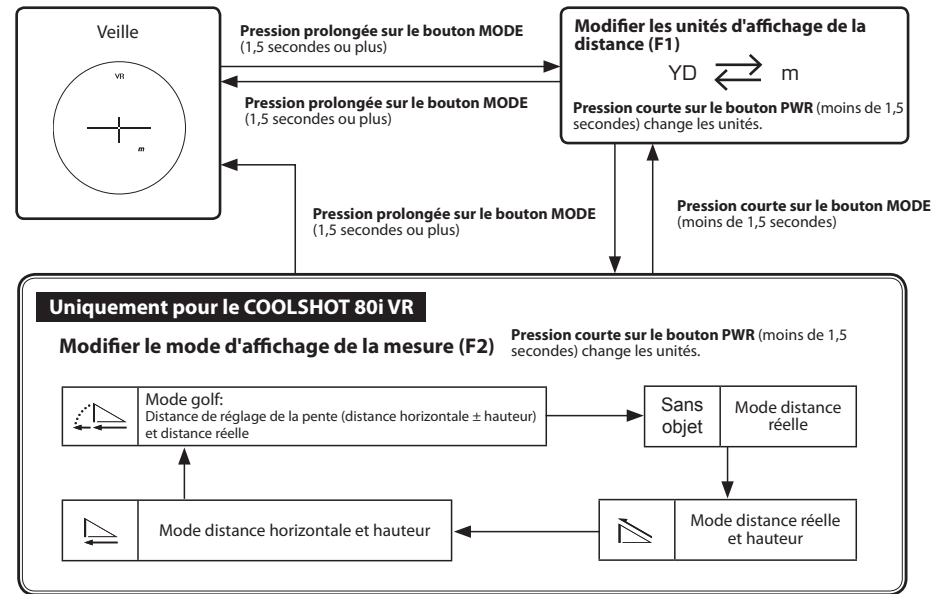 Veille
VR
m
Pression prolongée sur le bouton MODE
(1,5 secondes ou plus)
Pression prolongée sur le bouton MODE
(1,5 secondes ou plus)
Modifier les unités d'affichage de la
distance (F1)
YD m
Pression courte sur le bouton PWR (moins de 1,5
secondes) change les unités.
Pression prolongée sur le bouton MODE
(1,5 secondes ou plus)
Pression courte sur le bouton MODE
(moins de 1,5 secondes)
Uniquement pour le COOLSHOT 80i VR
Modifier le mode d'affichage de la mesure (F2)
Pression courte sur le bouton PWR (moins de 1,5
secondes) change les unités.
Mode golf:
Distance de réglage de la pente (distance horizontale ± hauteur)
et distance réelle
Sans
objet
Mode distance
réelle
Mode distance horizontale et hauteur
Mode distance réelle
et hauteur